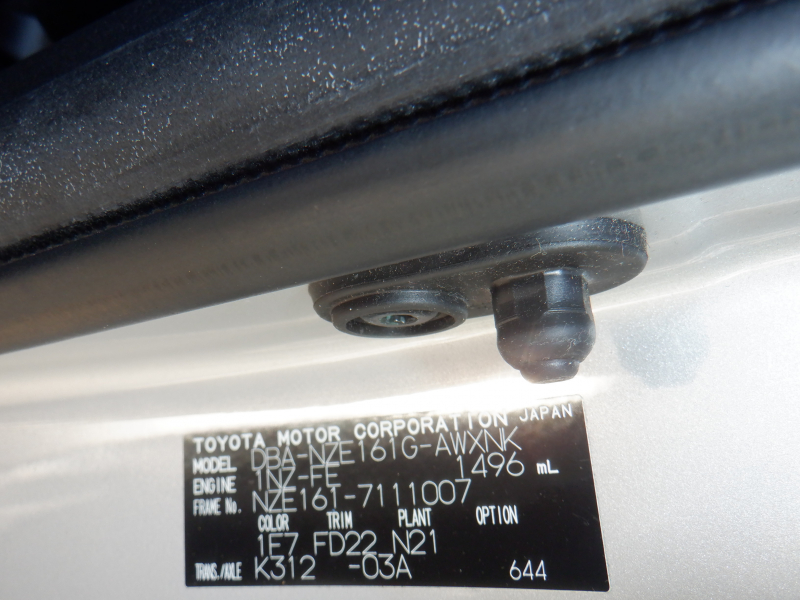 TOYOTA MOTOR CORPORATION JAPAN
MODEL DBA-NZE161G-AWXNK
ENGINE 1NZ-FE 1496 mL
FRAME No. NZE161-7111007
COLOR TRIM PLANT OPTION
1F7 FD22 N21
TRANS./AXLE K312 -03A 644